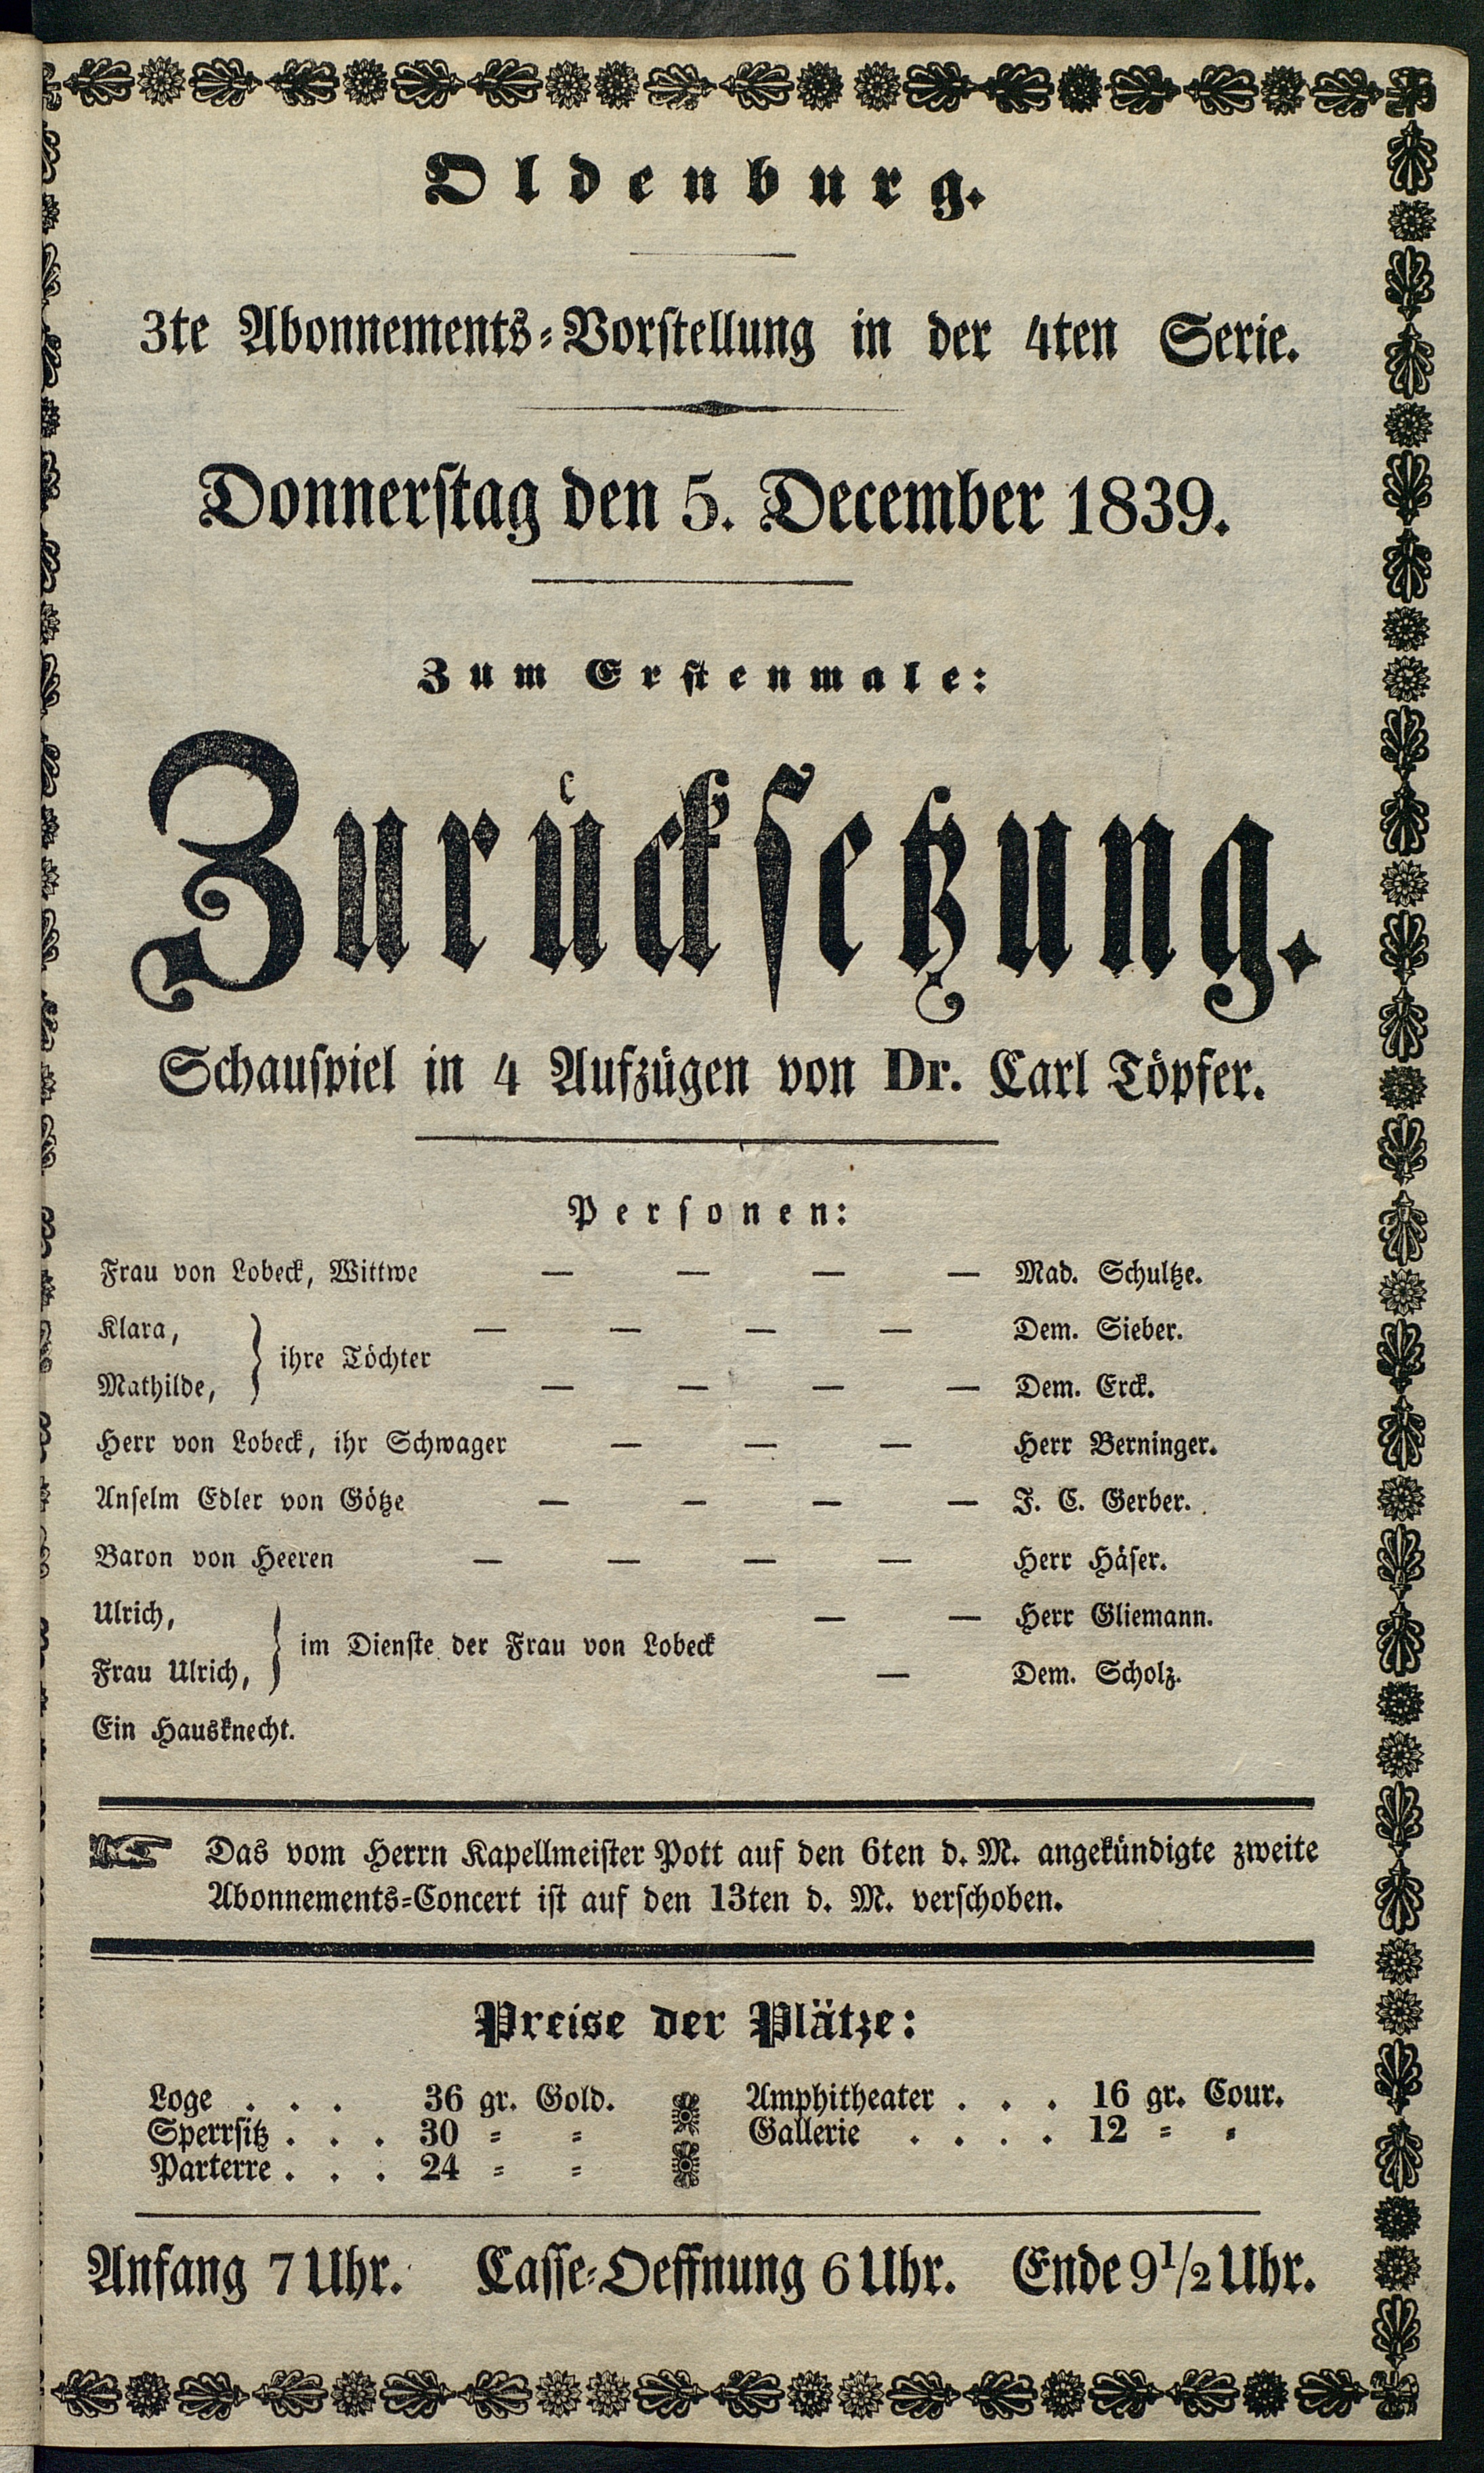 Oldenburg.
3te Abonnements-Vorstellung in der 4ten Serie.
Donnerstag den 5. December 1839.
Zum Erstenmale:
Zurücksetzung.
Schauspiel in 4 Aufzügen von Dr. Carl Töpfer.
Personen:
Frau von Lobeck, Wittwe — — — — Mad. Schultze.
Klara, — — — — Dem. Sieber.
ihre Töchter
Mathilde, — — — — Dem. Erck.
Herr von Lobeck, ihr Schwager — — — Herr Berninger.
Anselm Edler von Götze — — — — J. C. Gerber.
Baron von Heeren — — — — Herr Häser.
Ulrich, — — Herr Gliemann.
im Dienste der Frau von Lobeck
Frau Ulrich, — Dem. Scholz.
Ein Hausknecht.
Das vom Herrn Kapellmeister Pott auf den 6ten d. M. angekündigte zweite
Abonnements-Concert ist auf den 13ten d. M. verschoben.
Preise der Plätze:
Loge . . . 36 gr. Gold. Amphitheater . . . 16 gr. Cour.
Sperrsitz . . . 30 = = Gallerie . . . . 12 = =
Parterre . . . 24 = =
Anfang 7 Uhr. Casse-Oeffnung 6 Uhr. Ende 9 1/2 Uhr.